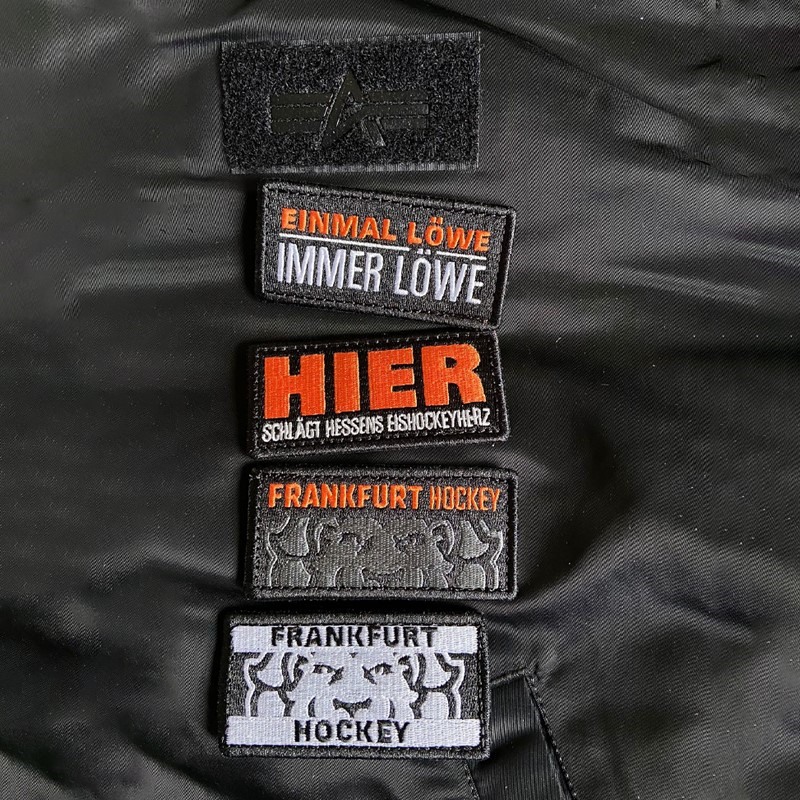 EINMAL LÖWE
IMMER LÖWE
HIER
SCHLÄGT HESSENS EISHOCKEYHERZ
FRANKFURT HOCKEY
FRANKFURT
HOCKEY